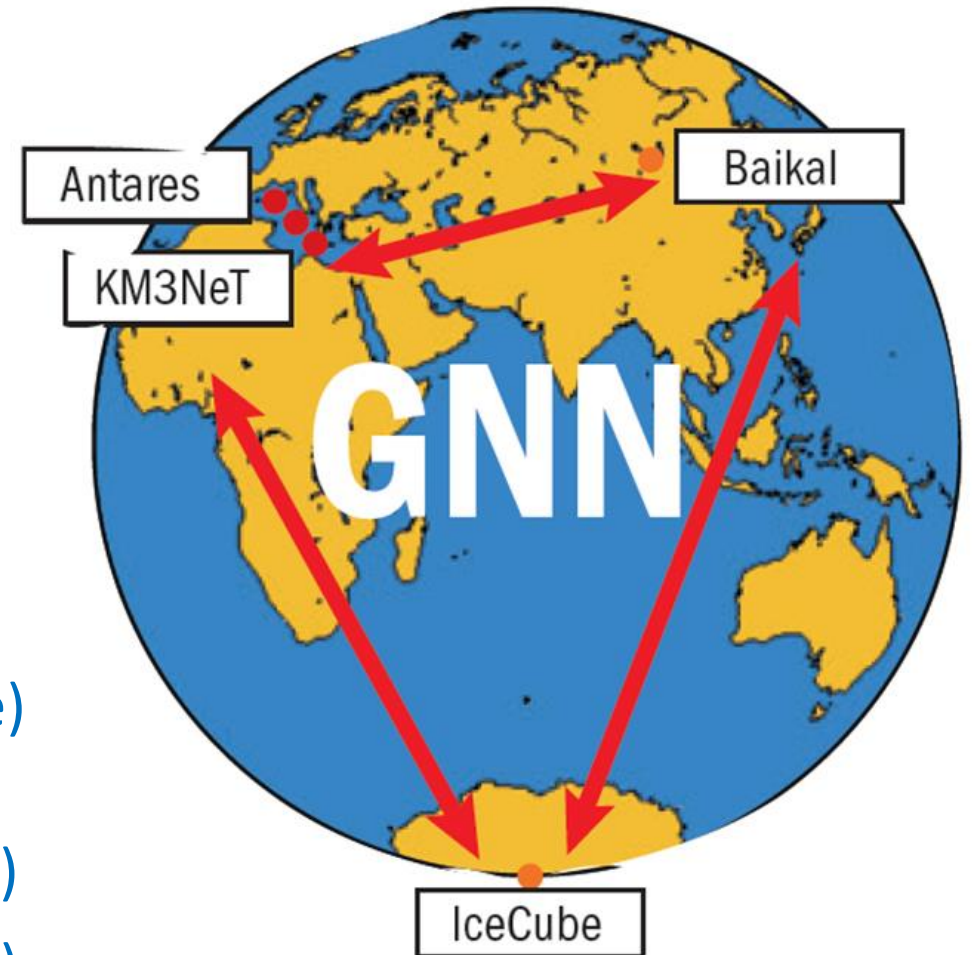 Antares
Baikal
KM3NeT
GNN
e)
)
)
IceCube